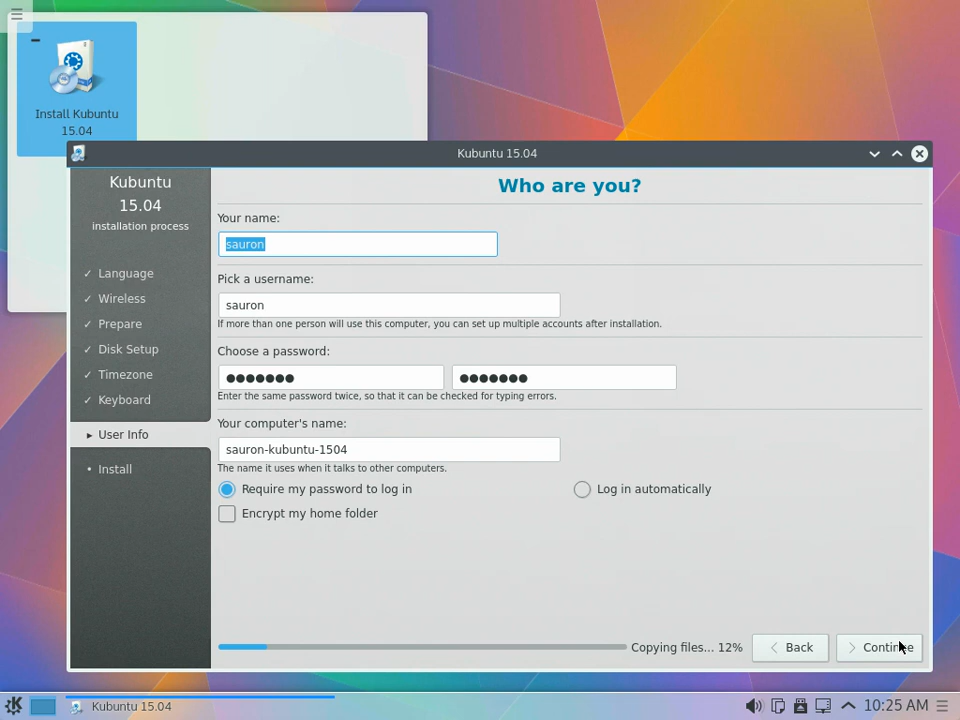 Install Kubuntu
15.04
Kubuntu 15.04
Kubuntu
15.04
installation process
✓ Language
✓ Wireless
✓ Prepare
✓ Disk Setup
✓ Timezone
✓ Keyboard
▸ User Info
• Install
Who are you?
Your name:
sauron
Pick a username:
sauron
If more than one person will use this computer, you can set up multiple accounts after installation.
Choose a password:
●●●●●●● ●●●●●●●
Enter the same password twice, so that it can be checked for typing errors.
Your computer's name:
sauron-kubuntu-1504
The name it uses when it talks to other computers.
Require my password to log in Log in automatically
Encrypt my home folder
Copying files... 12% Back Continue
Kubuntu 15.04 10:25 AM